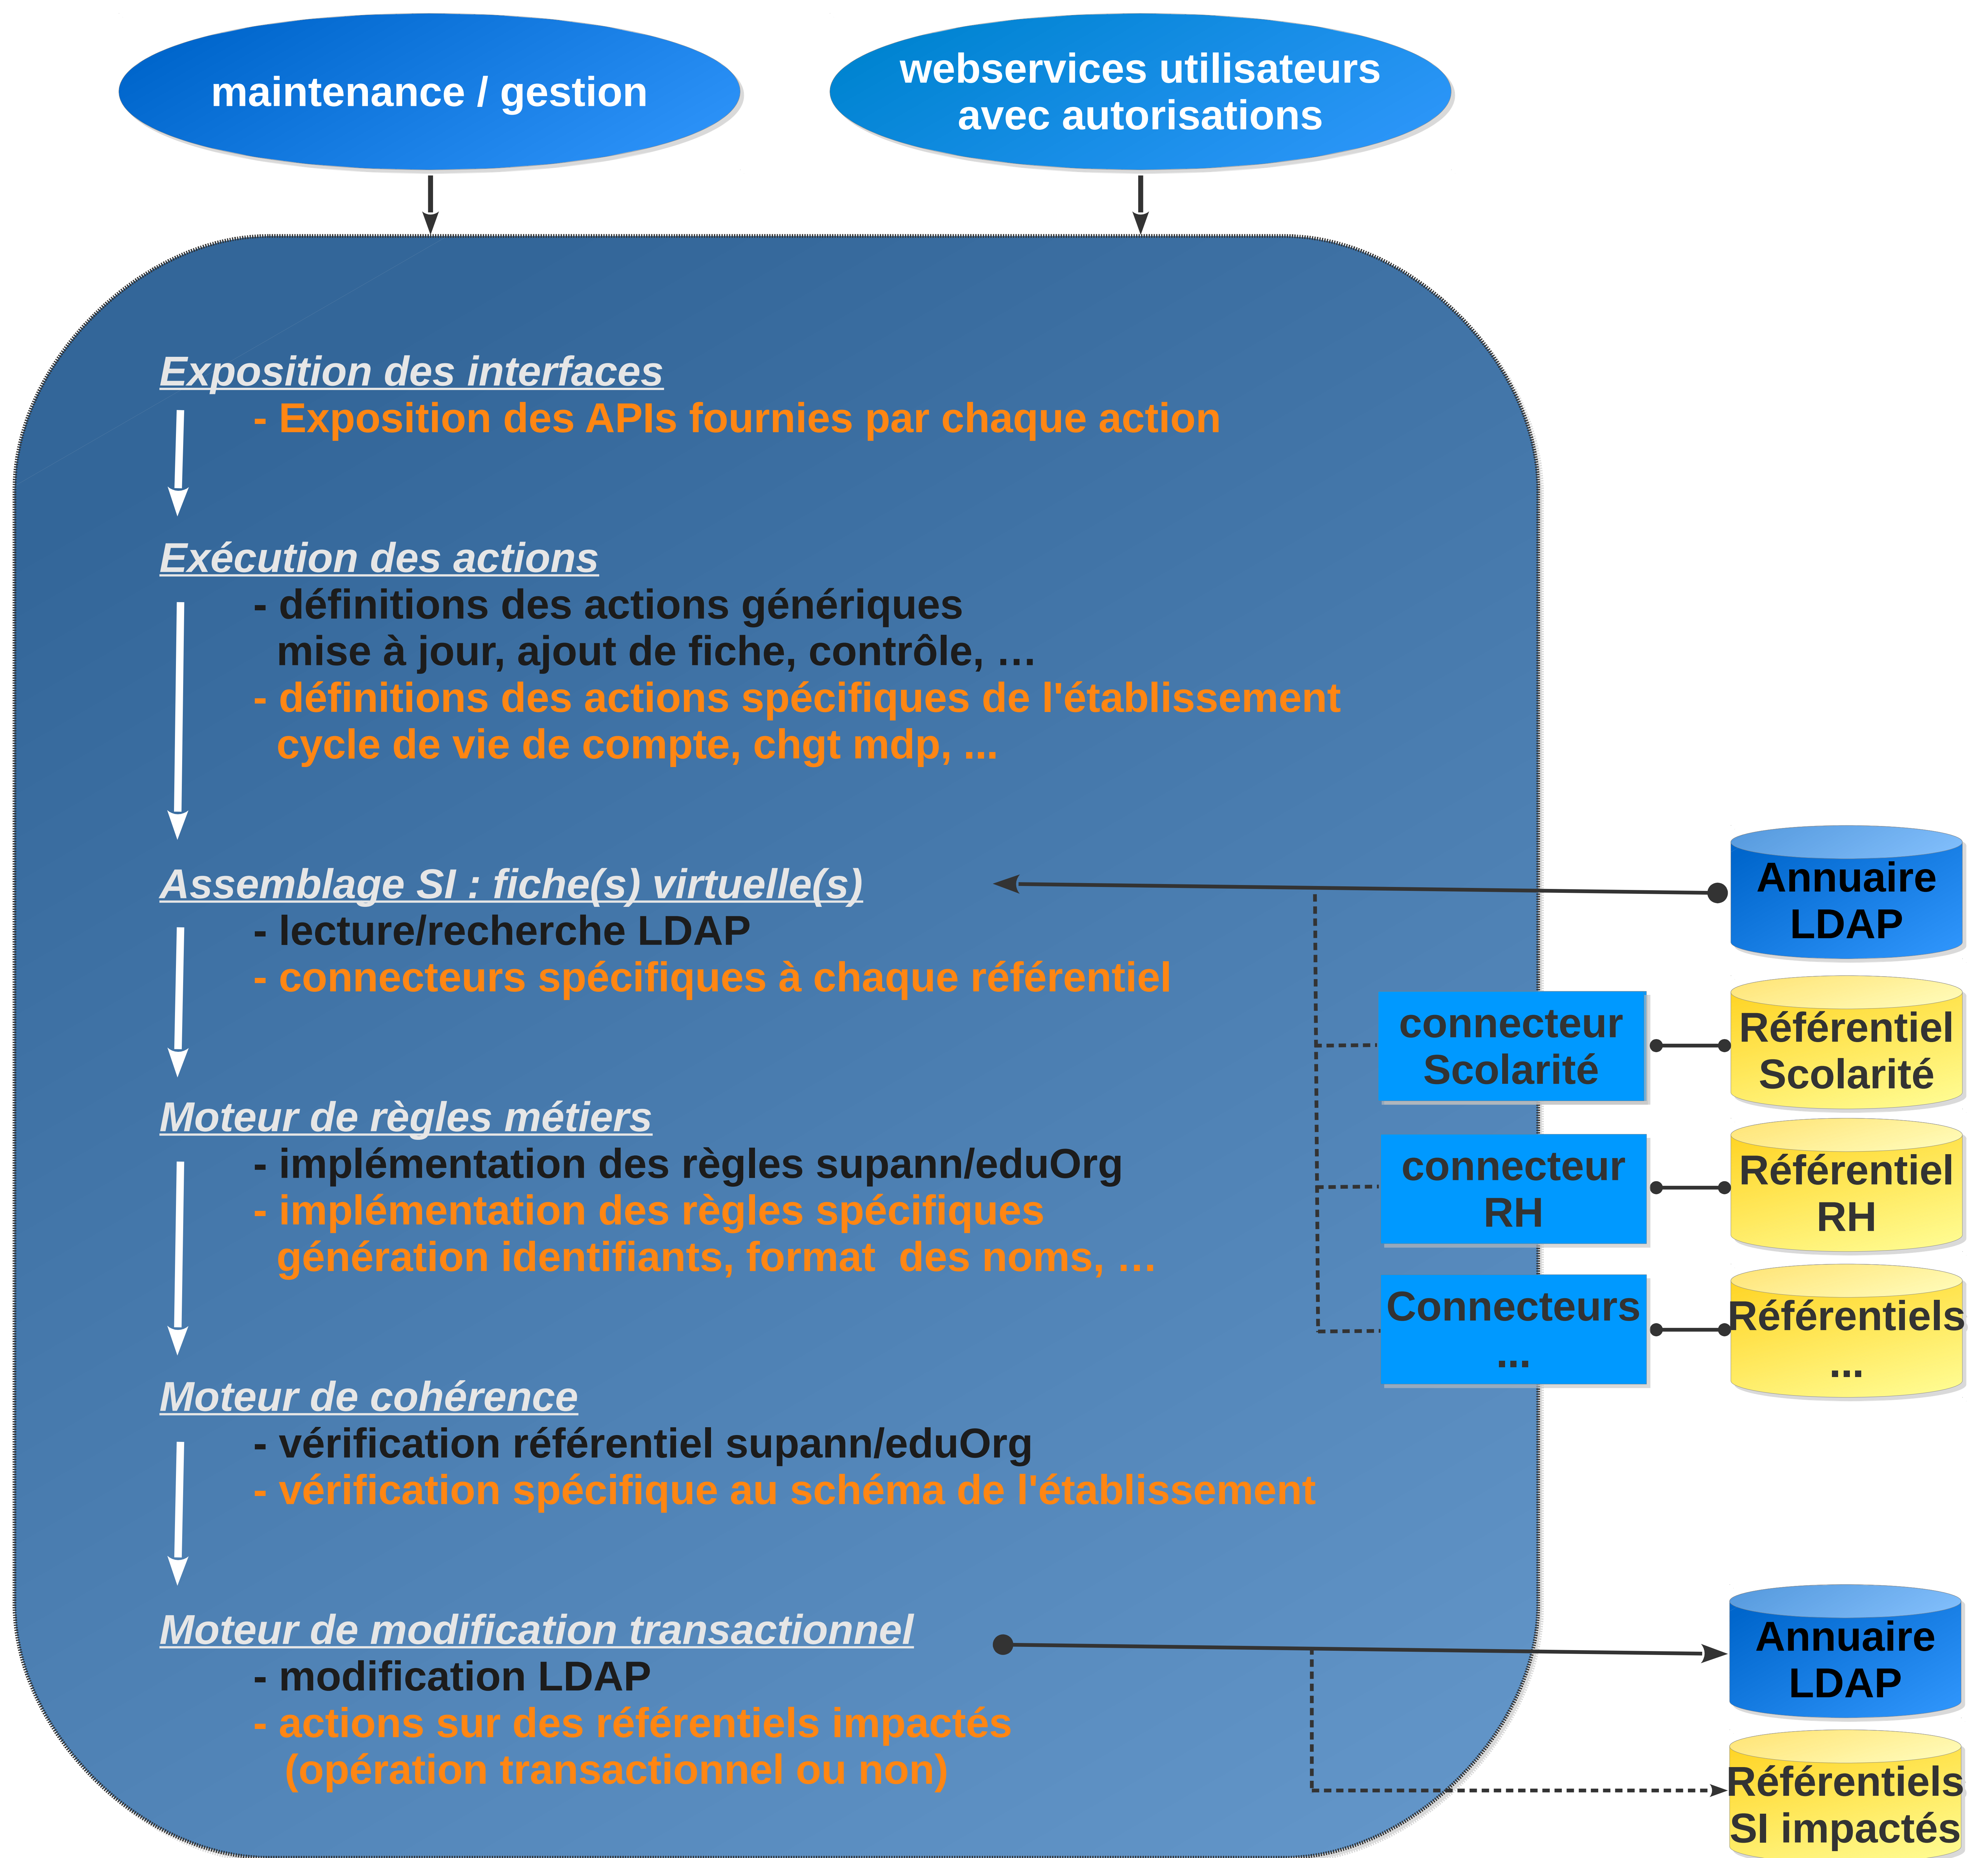 maintenance / gestion
webservices utilisateurs
avec autorisations
Exposition des interfaces
- Exposition des APIs fournies par chaque action
Exécution des actions
- définitions des actions génériques
mise à jour, ajout de fiche, contrôle, …
- définitions des actions spécifiques de l'établissement
cycle de vie de compte, chgt mdp, ...
Assemblage SI : fiche(s) virtuelle(s)
- lecture/recherche LDAP
- connecteurs spécifiques à chaque référentiel
Annuaire
LDAP
connecteur
Scolarité
Référentiel
Scolarité
connecteur
RH
Référentiel
RH
Connecteurs
...
Référentiels
...
Moteur de règles métiers
- implémentation des règles supann/eduOrg
- implémentation des règles spécifiques
génération identifiants, format  des noms, …
Moteur de cohérence
- vérification référentiel supann/eduOrg
- vérification spécifique au schéma de l'établissement
Moteur de modification transactionnel
- modification LDAP
- actions sur des référentiels impactés
(opération transactionnel ou non)
Annuaire
LDAP
Référentiels
SI impactés